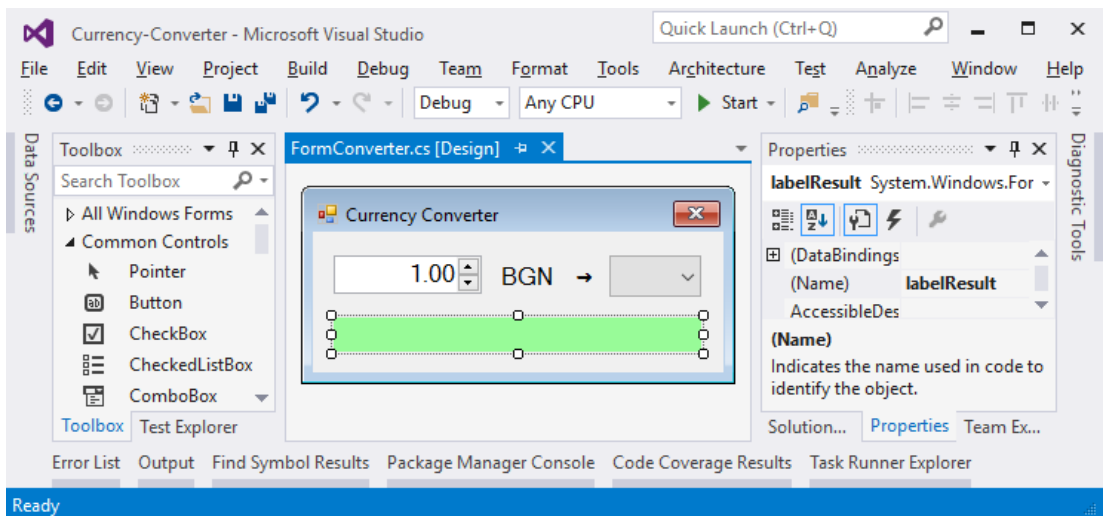 Currency-Converter - Microsoft Visual Studio
Quick Launch (Ctrl+Q)
File Edit View Project Build Debug Team Format Tools Architecture Test Analyze Window Help
Debug Any CPU Start
Data Sources
Toolbox
Search Toolbox
All Windows Forms
Common Controls
Pointer
Button
CheckBox
CheckedListBox
ComboBox
Toolbox Test Explorer
FormConverter.cs [Design]
Currency Converter
1.00 BGN →
Properties
labelResult System.Windows.For
(DataBindings
(Name) labelResult
AccessibleDes
(Name)
Indicates the name used in code to
identify the object.
Solution... Properties Team Ex...
Diagnostic Tools
Error List Output Find Symbol Results Package Manager Console Code Coverage Results Task Runner Explorer
Ready